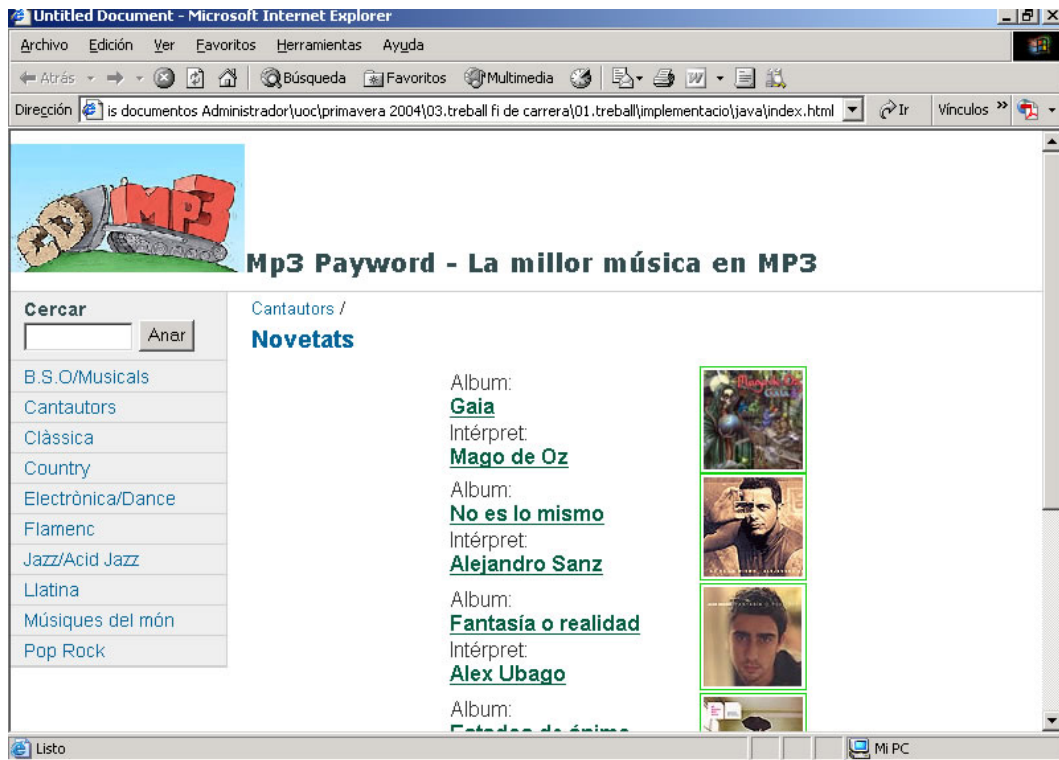 Untitled Document - Microsoft Internet Explorer
Archivo Edición Ver Favoritos Herramientas Ayuda
Atrás Búsqueda Favoritos Multimedia
Dirección is documentos Administrador\uoc\primavera 2004\03.treball fi de carrera\01.treball\implementacio\java\index.html Ir Vínculos »
CD MP3
Mp3 Payword - La millor música en MP3
Cercar
Anar
B.S.O/Musicals
Cantautors
Clàssica
Country
Electrònica/Dance
Flamenc
Jazz/Acid Jazz
Llatina
Músiques del món
Pop Rock
Cantautors /
Novetats
Album:
Gaia
Intérpret:
Mago de Oz
Album:
No es lo mismo
Intérpret:
Alejandro Sanz
Album:
Fantasía o realidad
Intérpret:
Alex Ubago
Album:
Estados de ánimo
Listo
Mi PC